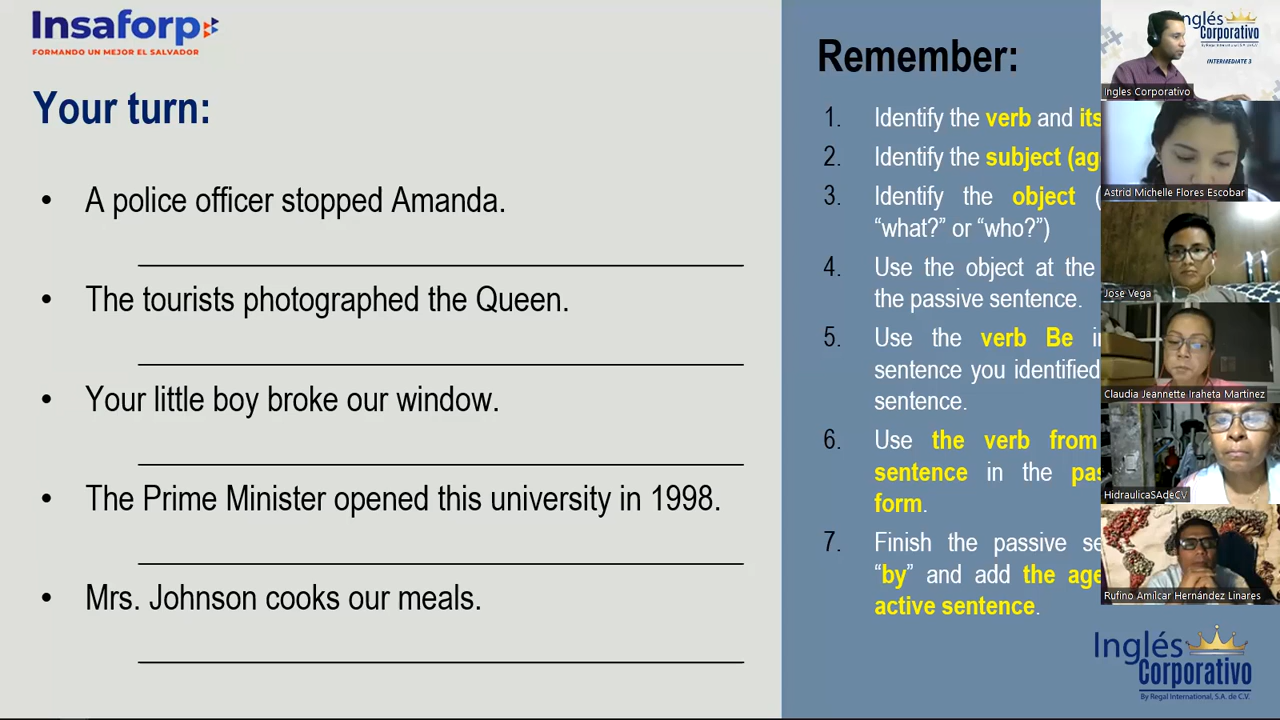 Insaforp
FORMANDO UN MEJOR EL SALVADOR
Your turn:
• A police officer stopped Amanda.
• The tourists photographed the Queen.
• Your little boy broke our window.
• The Prime Minister opened this university in 1998.
• Mrs. Johnson cooks our meals.
Remember:
1. Identify the verb and its
2. Identify the subject
3. Identify the object (
“what?” or “who?”)
4. Use the object at the
the passive sentence.
5. Use the verb Be
sentence you identified
sentence.
6. Use the verb from
sentence in the
form.
7. Finish the passive
“by” and add the
active sentence.
Inglés
Corporativo
By Regal International, S.A. de C.V.
INTERMEDIATE 3
Ingles Corporativo
Astrid Michelle Flores Escobar
Jose Vega
Claudia Jeannette Iraheta Martinez
HidraulicaSAdeCV
Rufino Amílcar Hernández Linares
Inglés
Corporativo
By Regal International, S.A. de C.V.